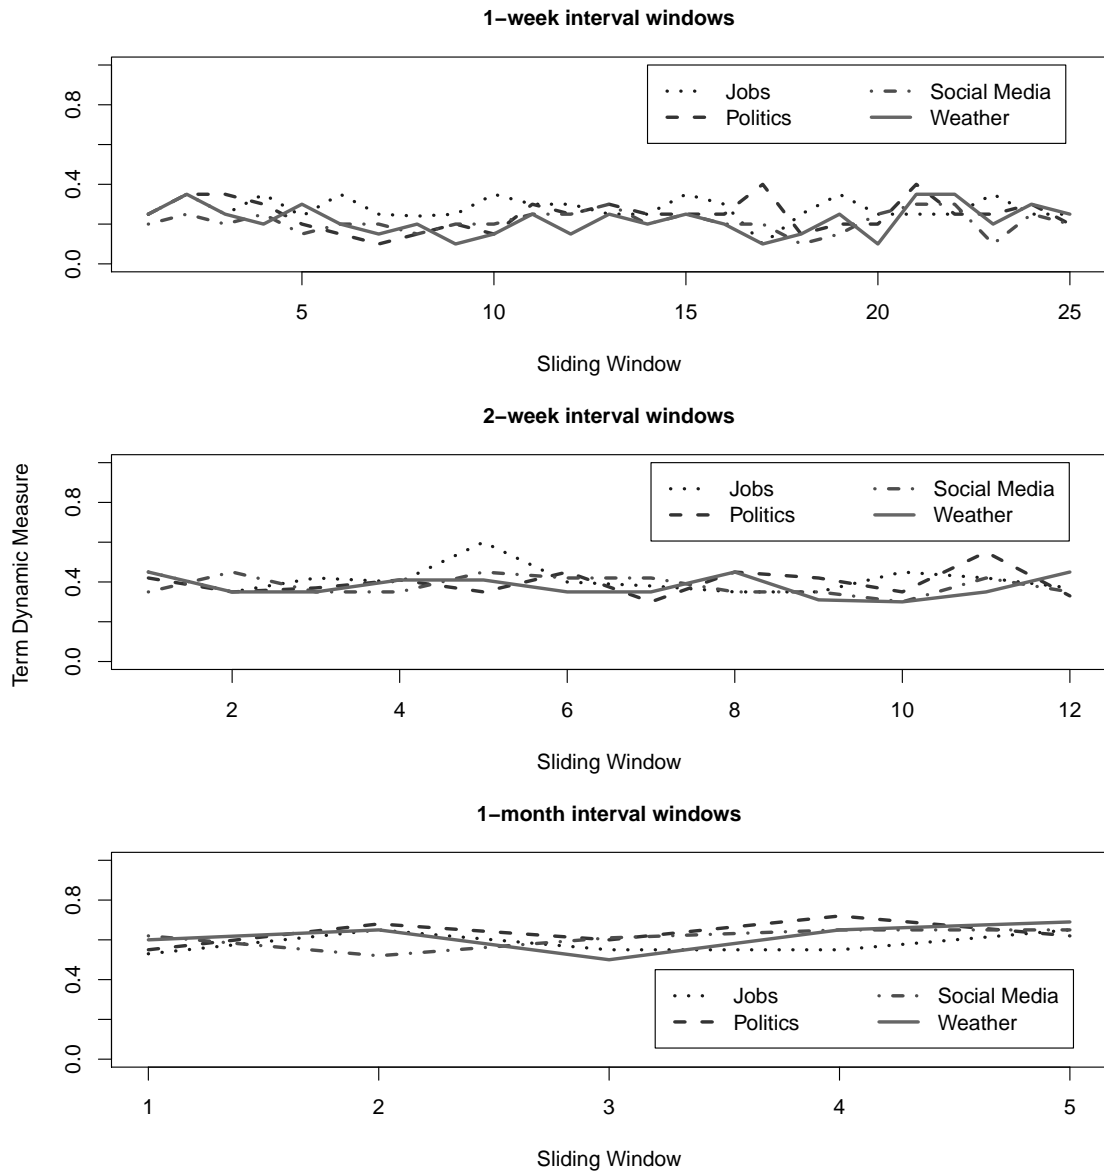 1−week interval windows
0.8
0.4
0.0
Jobs
Politics
Social Media
Weather
5 10 15 20 25
Sliding Window
2−week interval windows
Term Dynamic Measure
0.8
0.4
0.0
Jobs
Politics
Social Media
Weather
2 4 6 8 10 12
Sliding Window
1−month interval windows
0.8
0.4
0.0
Jobs
Politics
Social Media
Weather
1 2 3 4 5
Sliding Window